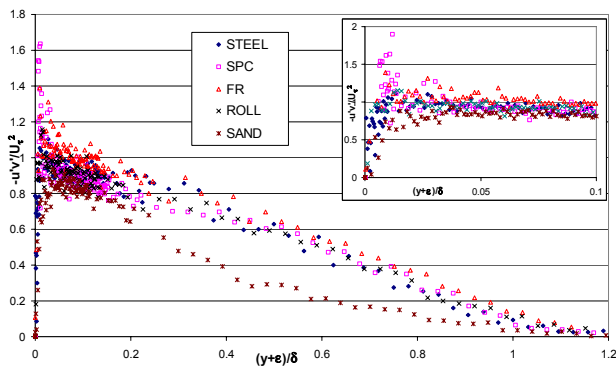 -u'v'/Uτ²
1.8
1.6
1.4
1.2
1
0.8
0.6
0.4
0.2
0
0 0.2 0.4 0.6 0.8 1 1.2
(y+ε)/δ
STEEL
SPC
FR
ROLL
SAND
-u'v'/Uτ²
2
1.5
1
0.5
0
0 0.05 0.1
(y+ε)/δ